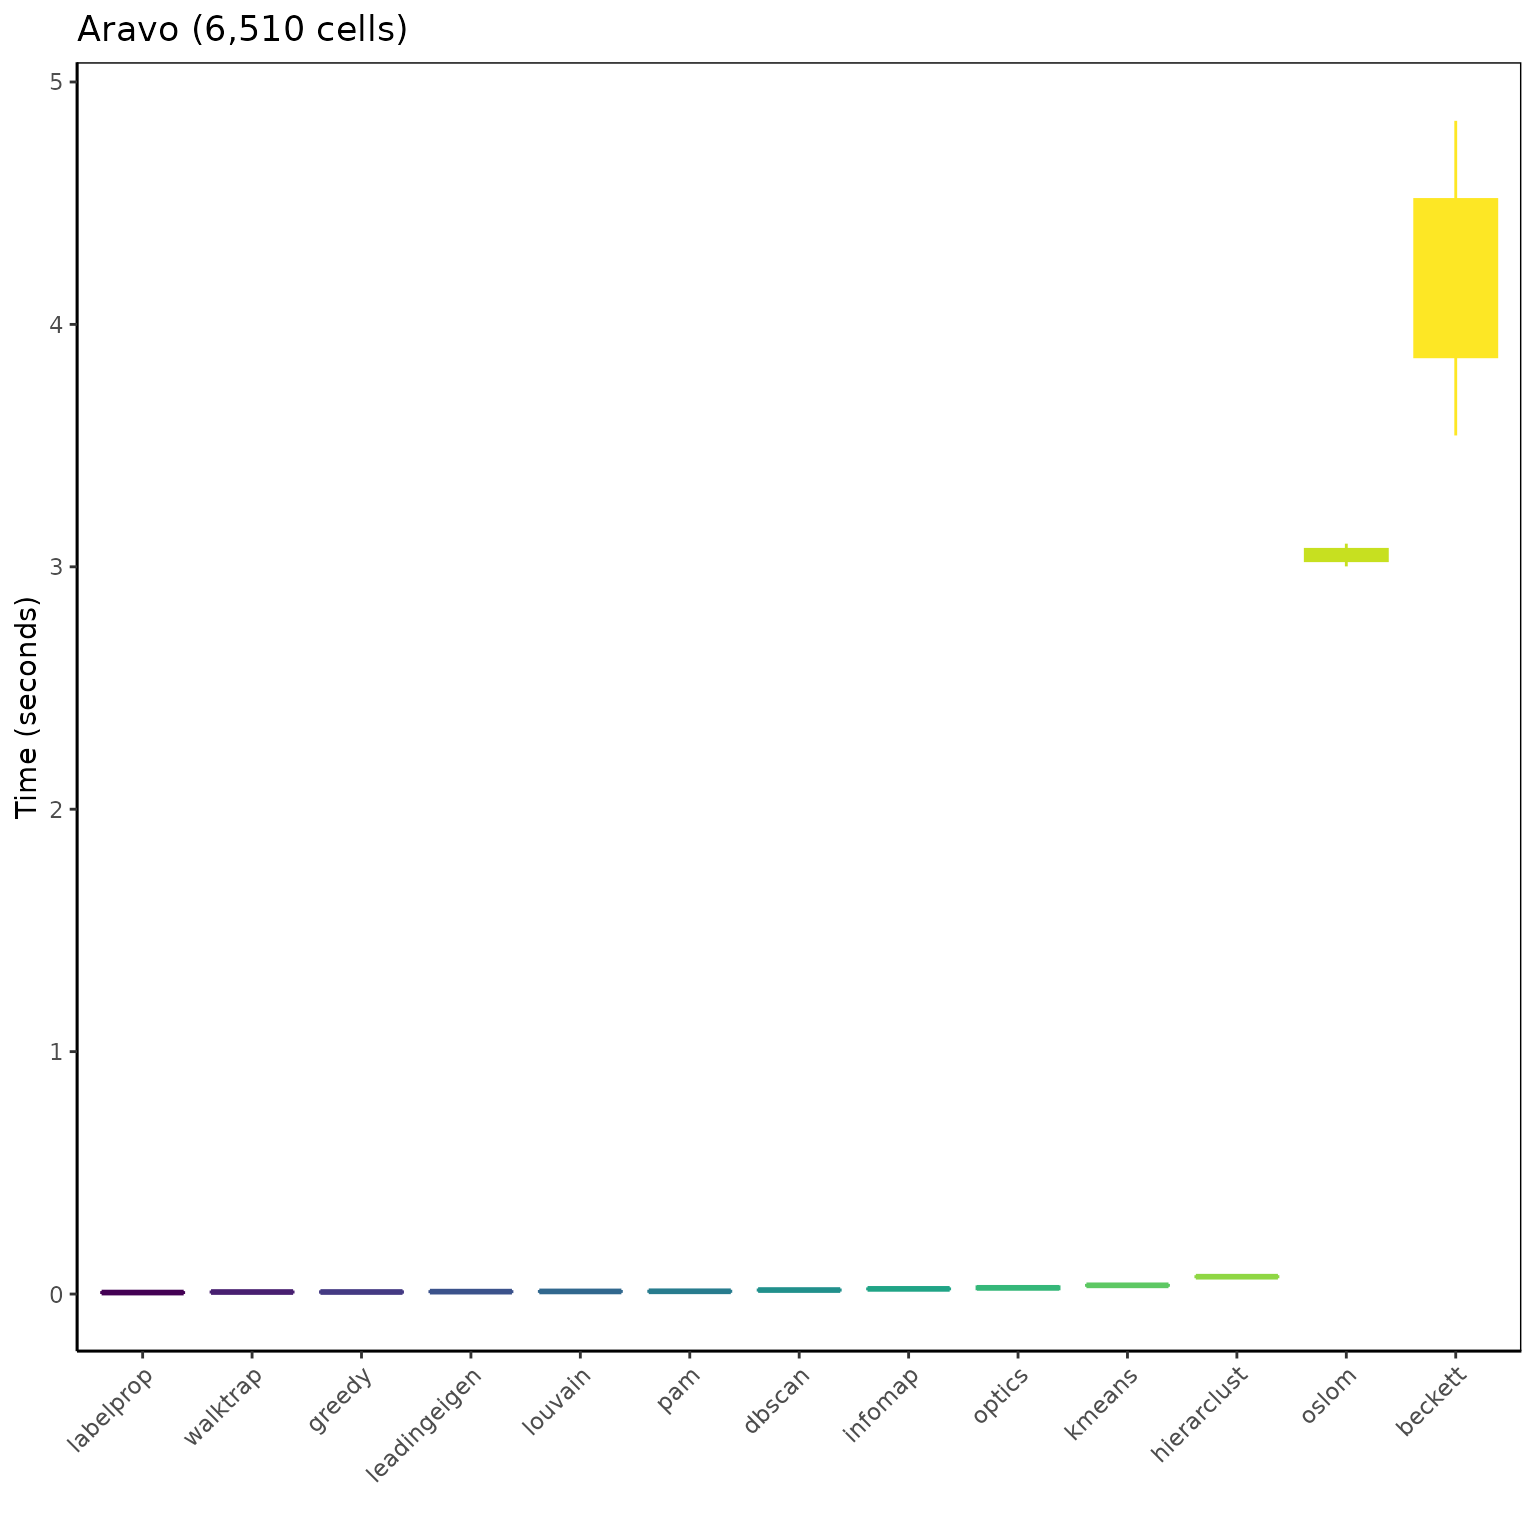 Aravo (6,510 cells)
Time (seconds)
5
4
3
2
1
0
labelprop
walktrap
greedy
leadingeigen
louvain
pam
dbscan
infomap
optics
kmeans
hierarclust
oslom
beckett